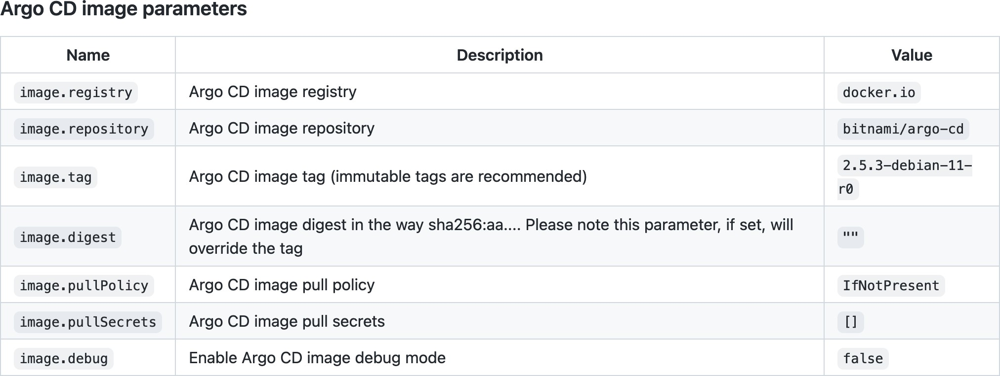 Argo CD image parameters
Name Description Value
image.registry Argo CD image registry docker.io
image.repository Argo CD image repository bitnami/argo-cd
image.tag Argo CD image tag (immutable tags are recommended) 2.5.3-debian-11-
r0
image.digest Argo CD image digest in the way sha256:aa.... Please note this parameter, if set, will
override the tag ""
image.pullPolicy Argo CD image pull policy IfNotPresent
image.pullSecrets Argo CD image pull secrets []
image.debug Enable Argo CD image debug mode false